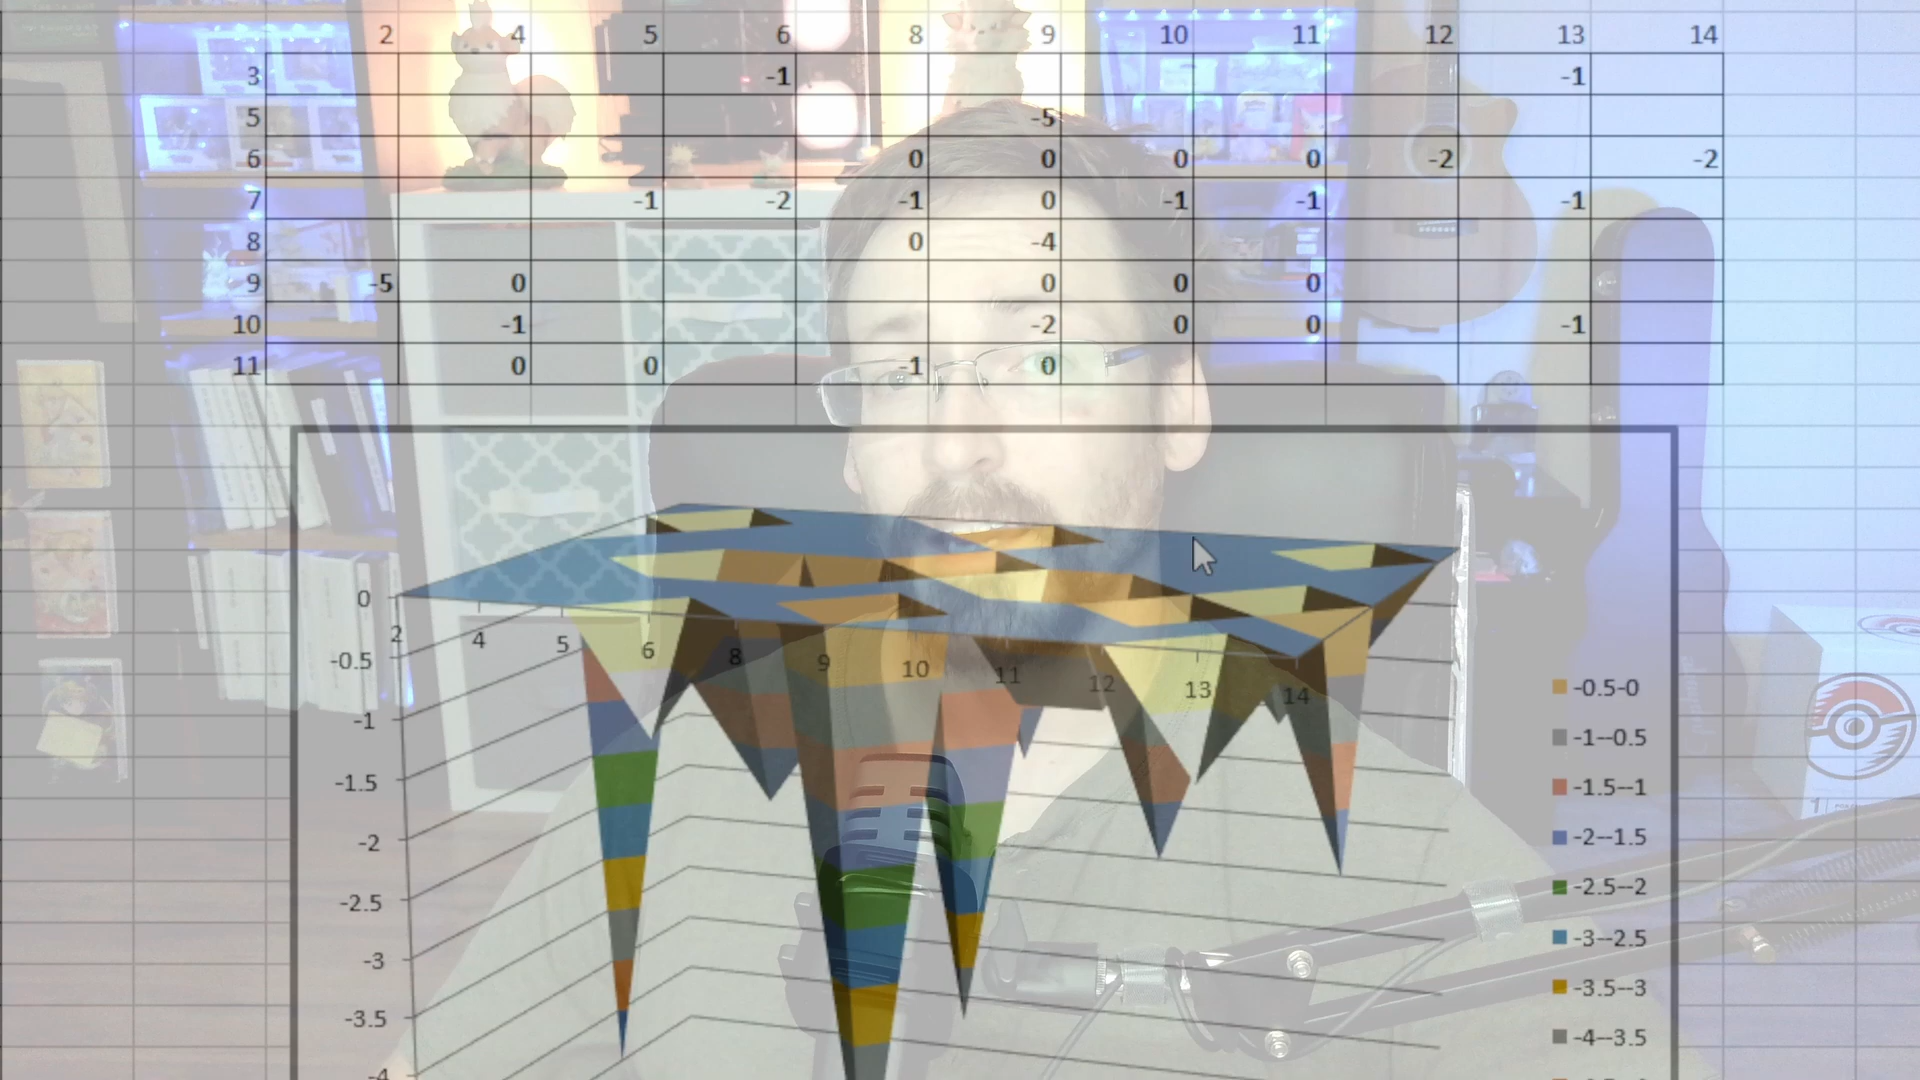 2 4 5 6 8 9 10 11 12 13 14
3 -1 -1
5 -5
6 0 0 0 0 -2 -2
7 -1 -2 -1 0 -1 -1 -1
8 0 -4
9 -5 0 0 0 0
10 -1 -2 0 0 -1
11 0 0 -1 0
0
2 4 5 6 8 9 10 11 12 13 14
-0.5
-1
-1.5
-2
-2.5
-3
-3.5
-4
-0.5-0
-1--0.5
-1.5--1
-2--1.5
-2.5--2
-3--2.5
-3.5--3
-4--3.5